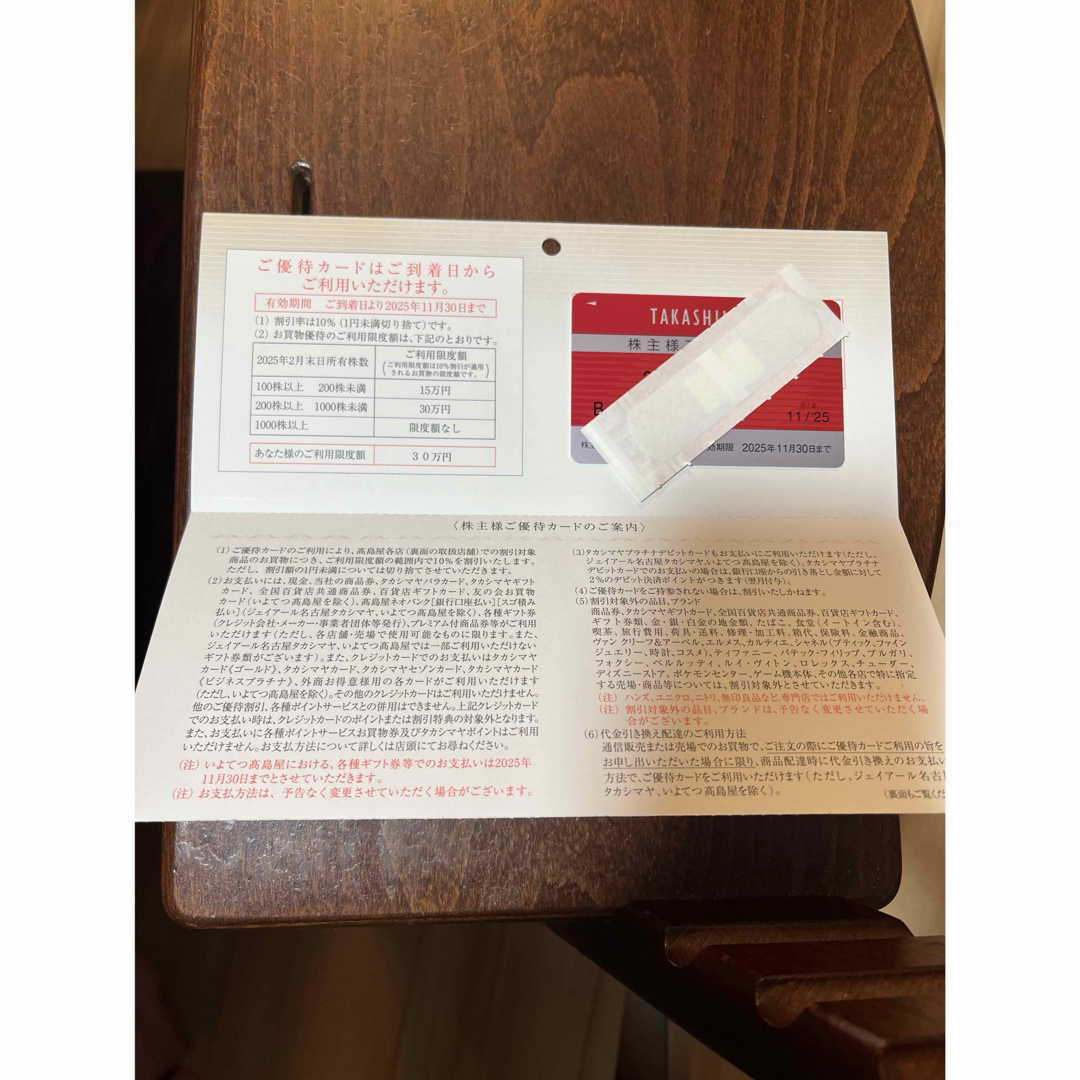 ご優待カードはご到着日から
ご利用いただけます。
有効期間 ご到着日より2025年11月30日まで
(1) 割引率は10% (1円未満切り捨て)です。
(2) お買物優待のご利用限度額は、下記のとおりです。
2025年2月末日所有株数 ご利用限度額
(ご利用限度額は10%割引が適用
されるお買物の限度額です。)
100株以上 200株未満 15万円
200株以上 1000株未満 30万円
1000株以上 限度額なし
あなた様のご利用限度額 30万円
TAKASHI
株主様
B
月/年
11/'25
株
効期限 2025年11月30日まで
〈株主様ご優待カードのご案内〉
(1)ご優待カードのご利用により、髙島屋各店(裏面の取扱店舗)での割引対象
商品のお買物につき、ご利用限度額の範囲内で10%を割引いたします。
ただし、割引額の1円未満については切り捨てさせていただきます。
(2)お支払いには、現金、当社の商品券、タカシマヤバラカード、タカシマヤギフト
カード、全国百貨店共通商品券、百貨店ギフトカード、友の会お買物
カード(いよてつ髙島屋を除く)、髙島屋ネオバンク[銀行口座払い][スゴ積み
払い](ジェイアール名古屋タカシマヤ、いよてつ髙島屋を除く)、各種ギフト券
(クレジット会社・メーカー・事業者団体等発行)、プレミアム付商品券等がご利用
いただけます(ただし、各店舗・売場で使用可能なものに限ります。また、
ジェイアール名古屋タカシマヤ、いよてつ髙島屋では一部ご利用いただけない
ギフト券類がございます)。また、クレジットカードでのお支払いはタカシマヤ
カード《ゴールド》、タカシマヤカード、タカシマヤセゾンカード、タカシマヤカード
《ビジネスプラチナ》、外商お得意様用の各カードがご利用いただけます
(ただし、いよてつ髙島屋を除く)。その他のクレジットカードはご利用いただけません。
他のご優待割引、各種ポイントサービスとの併用はできません。上記クレジットカード
でのお支払い時は、クレジットカードのポイントまたは割引特典の対象外となります。
また、お支払いに各種ポイントサービスお買物券及びタカシマヤポイントはご利用
いただけません。お支払方法について詳しくは店頭にてお尋ねください。
(注) いよてつ髙島屋における、各種ギフト券等でのお支払いは2025年
11月30日までとさせていただきます。
(注) お支払方法は、予告なく変更させていただく場合がございます。
(3)タカシマヤプラチナデビットカードもお支払いにご利用いただけます(ただし、
ジェイアール名古屋タカシマヤ、いよてつ髙島屋を除く)。タカシマヤプラチナ
デビットカードでのお支払いの場合は、銀行口座からの引き落とし金額に対して
2%のデビット決済ポイントがつきます(翌月付与)。
(4)ご優待カードをご持参されない場合は、割引いたしかねます。
(5)割引対象外の品目、ブランド
商品券、タカシマヤギフトカード、全国百貨店共通商品券、百貨店ギフトカード、
ギフト券類、金・銀・白金の地金類、たばこ、食堂(イートイン含む)、
喫茶、旅行費用、荷具・送料、修理・加工料、箱代、保険料、金融商品、
ヴァン クリーフ&アーペル、エルメス、カルティエ、シャネル(ブティック、ファイン
ジュエリー、時計、コスメ)、ティファニー、パテック・フィリップ、ブルガリ、
フォクシー、ベルルッティ、ルイ・ヴィトン、ロレックス、チューダー、
ディズニーストア、ポケモンセンター、ゲーム機本体、その他各店で特に指定
する売場・商品等については、割引対象外とさせていただきます。
(注) ハンズ、ユニクロ、ニトリ、無印良品など、専門店ではご利用いただけません。
(注) 割引対象外の品目、ブランドは、予告なく変更させていただく場
合がございます。
(6)代金引き換え配達のご利用方法
通信販売または売場でのお買物で、ご注文の際にご優待カードご利用の旨を
お申し出いただいた場合に限り、商品配達時に代金引き換えのお支払い
方法で、ご優待カードをご利用いただけます(ただし、ジェイアール名古
タカシマヤ、いよてつ髙島屋を除く)。
(裏面もご覧くだ